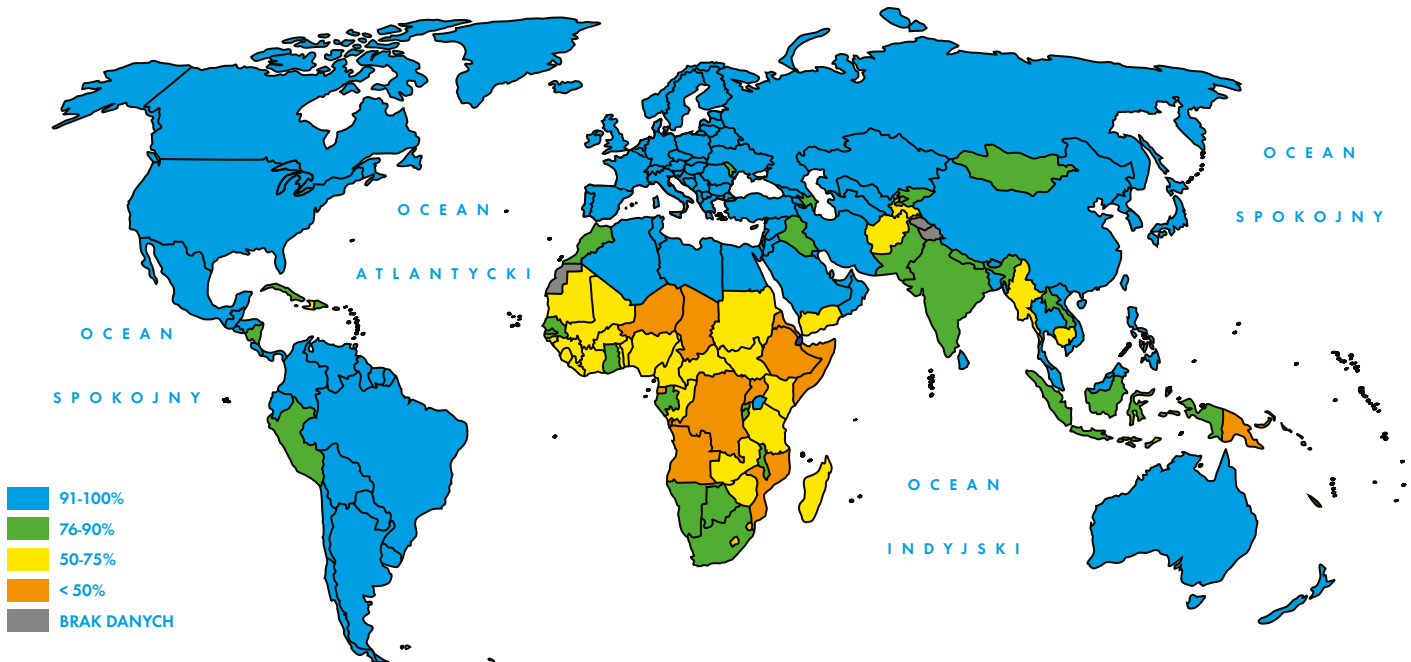 OCEAN
SPOKOJNY
OCEAN
ATLANTYCKI
OCEAN
SPOKOJNY
OCEAN
INDYJSKI
91-100%
76-90%
50-75%
< 50%
BRAK DANYCH